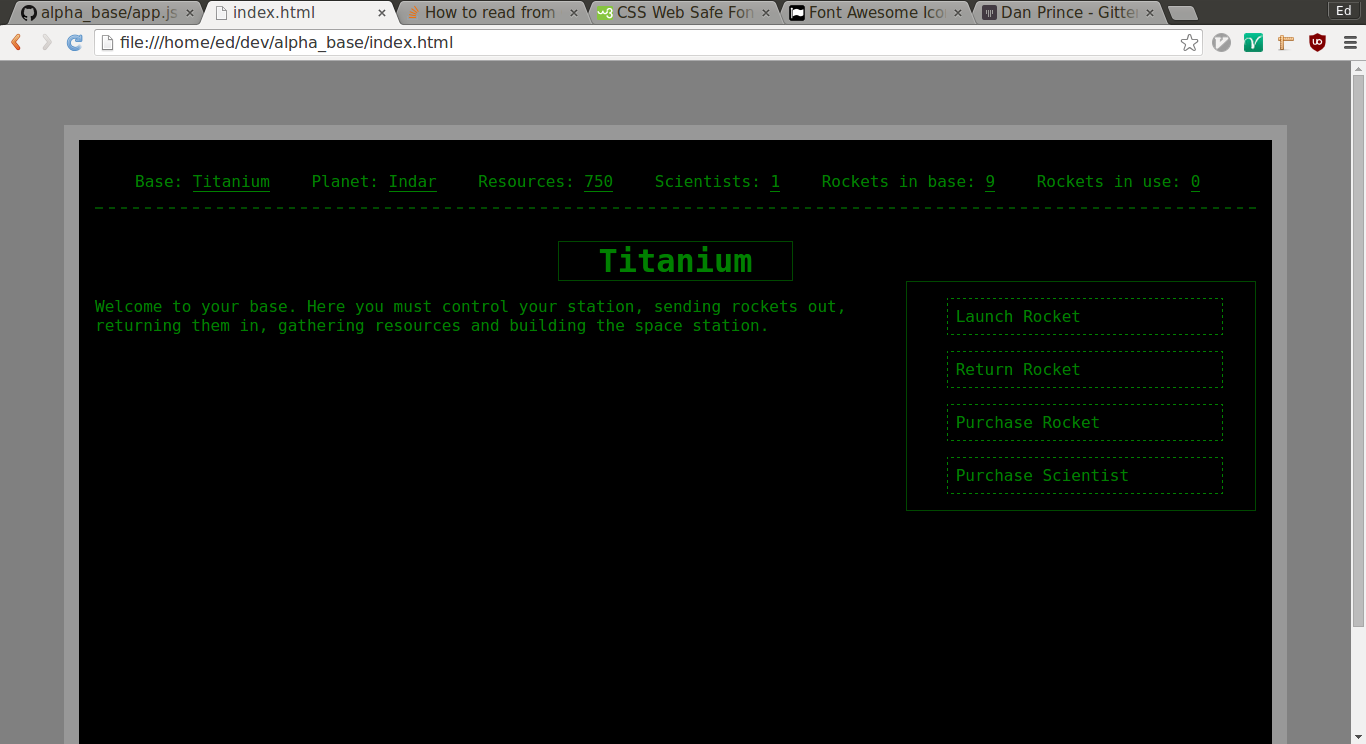 alpha_base/app.js
index.html
How to read from
CSS Web Safe Fon
Font Awesome Ico
Dan Prince - Gitter
Ed
file:///home/ed/dev/alpha_base/index.html
Base: Titanium Planet: Indar Resources: 750 Scientists: 1 Rockets in base: 9 Rockets in use: 0
Titanium
Welcome to your base. Here you must control your station, sending rockets out,
returning them in, gathering resources and building the space station.
Launch Rocket
Return Rocket
Purchase Rocket
Purchase Scientist